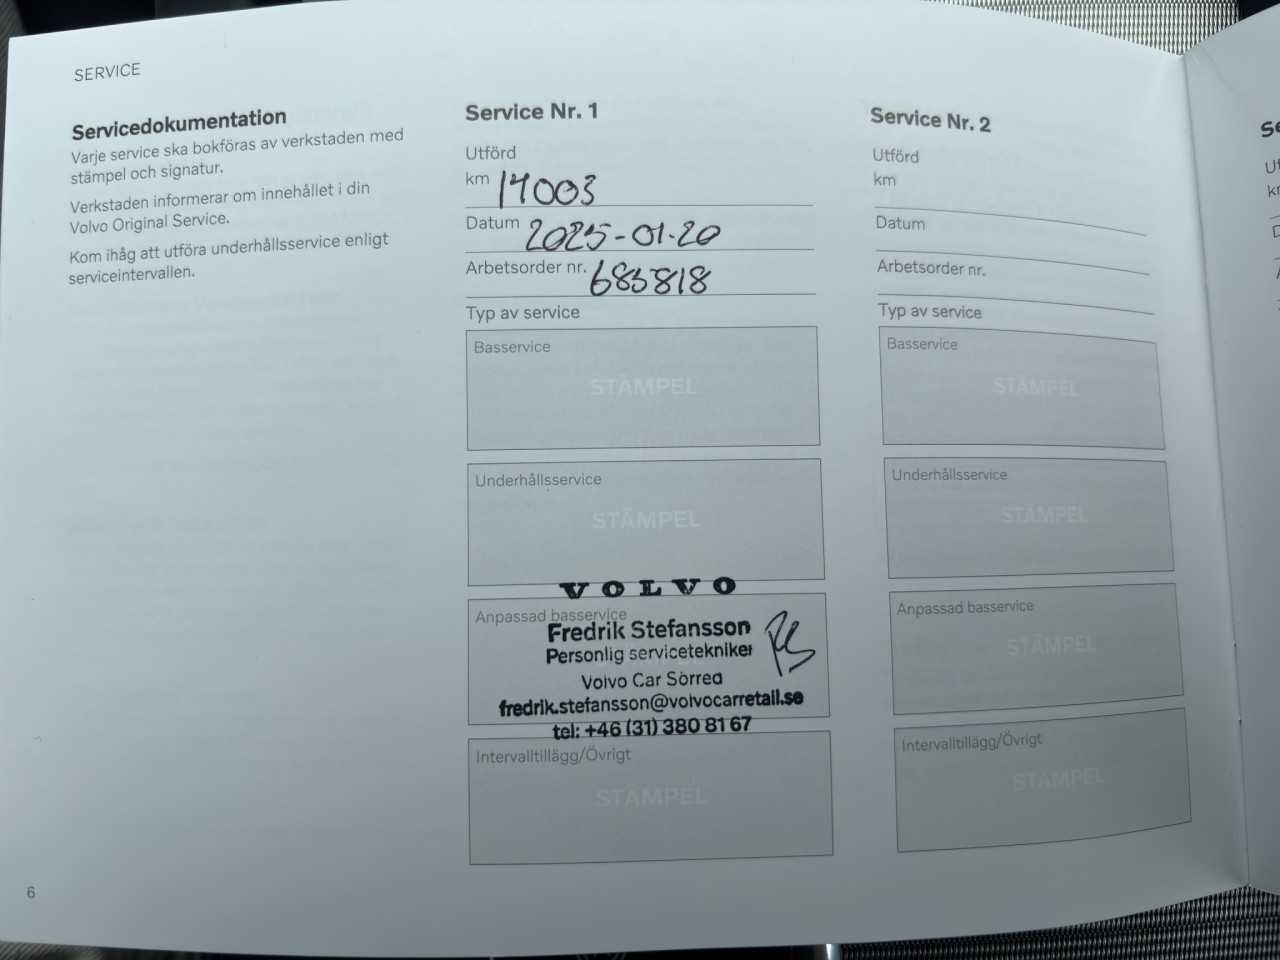 SERVICE
Servicedokumentation
Varje service ska bokföras av verkstaden med
stämpel och signatur.
Verkstaden informerar om innehållet i din
Volvo Original Service.
Kom ihåg att utföra underhållsservice enligt
serviceintervallen.
Service Nr. 1
Utförd
km 17003
Datum 2025-01-20
Arbetsorder nr. 683818
Typ av service
Basservice
STÄMPEL
Underhållsservice
STÄMPEL
VOLVO
Anpassad basservice
Fredrik Stefansson
Personlig servicetekniker
Volvo Car Sörred
fredrik.stefansson@volvocarretail.se
tel: +46 (31) 380 81 67
Intervalltillägg/Övrigt
STÄMPEL
Service Nr. 2
Utförd
km
Datum
Arbetsorder nr.
Typ av service
Basservice
STÄMPEL
Underhållsservice
STÄMPEL
Anpassad basservice
STÄMPEL
Intervalltillägg/Övrigt
STÄMPEL
6